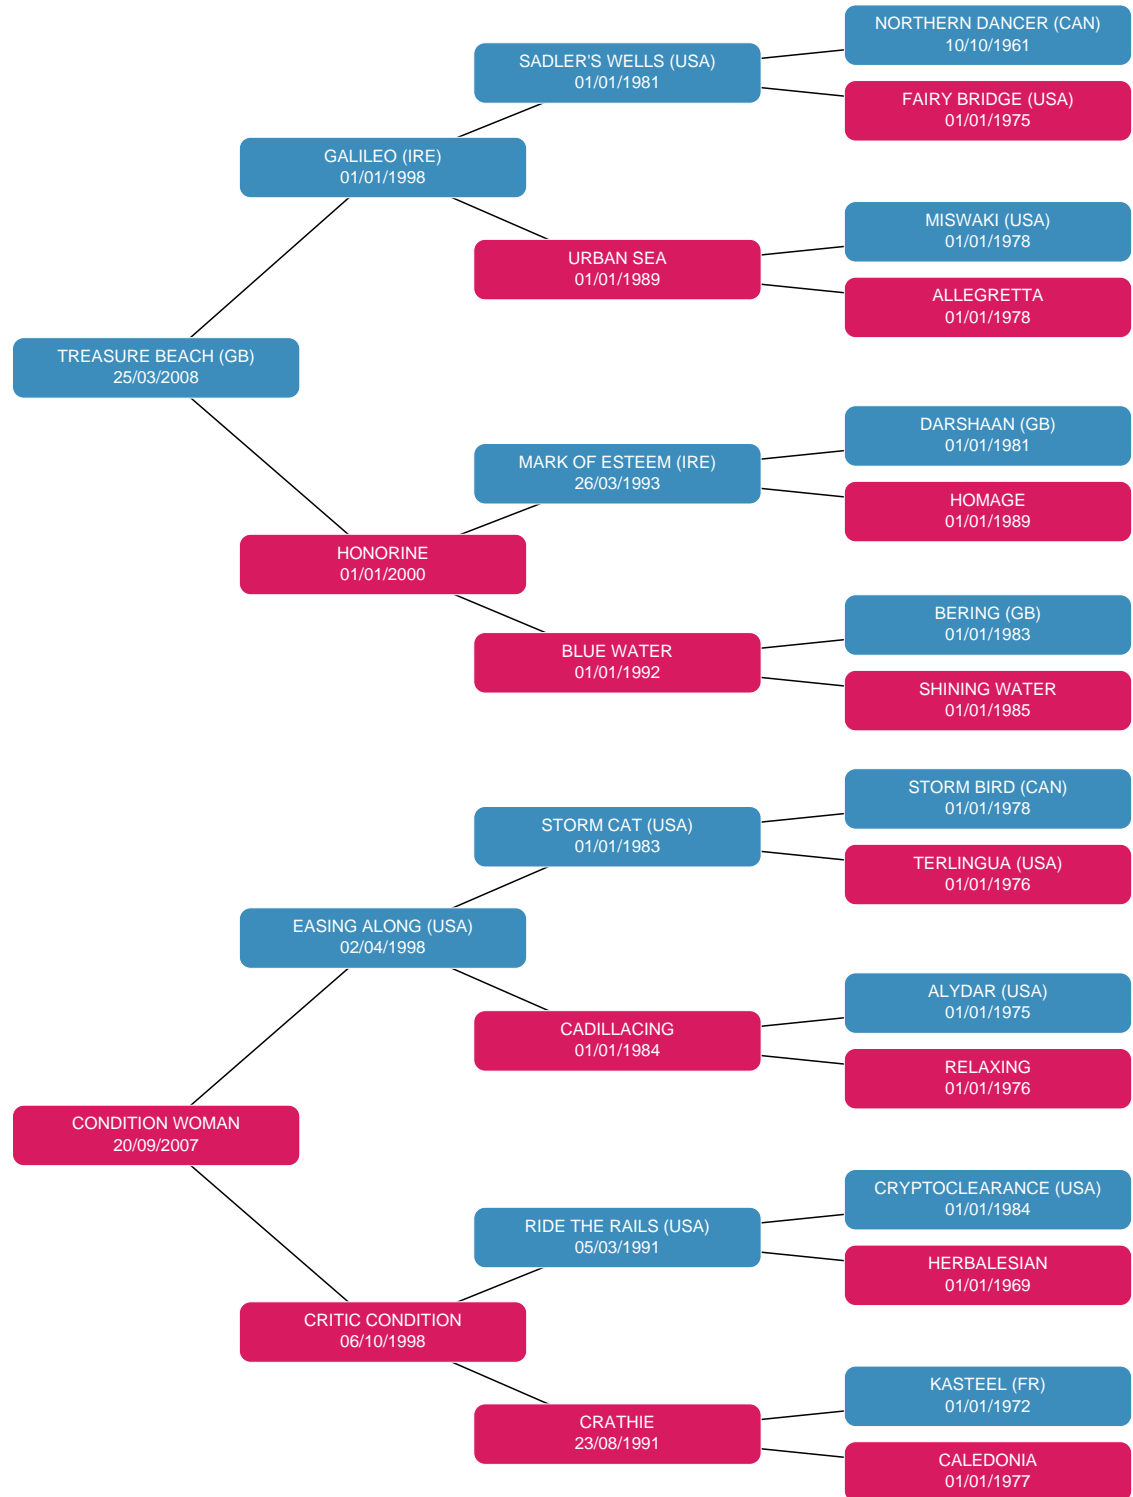 NORTHERN DANCER (CAN)
10/10/1961
SADLER'S WELLS (USA)
01/01/1981
FAIRY BRIDGE (USA)
01/01/1975
GALILEO (IRE)
01/01/1998
MISWAKI (USA)
01/01/1978
URBAN SEA
01/01/1989
ALLEGRETTA
01/01/1978
TREASURE BEACH (GB)
25/03/2008
DARSHAAN (GB)
01/01/1981
MARK OF ESTEEM (IRE)
26/03/1993
HOMAGE
01/01/1989
HONORINE
01/01/2000
BERING (GB)
01/01/1983
BLUE WATER
01/01/1992
SHINING WATER
01/01/1985
STORM BIRD (CAN)
01/01/1978
STORM CAT (USA)
01/01/1983
TERLINGUA (USA)
01/01/1976
EASING ALONG (USA)
02/04/1998
ALYDAR (USA)
01/01/1975
CADILLACING
01/01/1984
RELAXING
01/01/1976
CONDITION WOMAN
20/09/2007
CRYPTOCLEARANCE (USA)
01/01/1984
RIDE THE RAILS (USA)
05/03/1991
HERBALESIAN
01/01/1969
CRITIC CONDITION
06/10/1998
KASTEEL (FR)
01/01/1972
CRATHIE
23/08/1991
CALEDONIA
01/01/1977